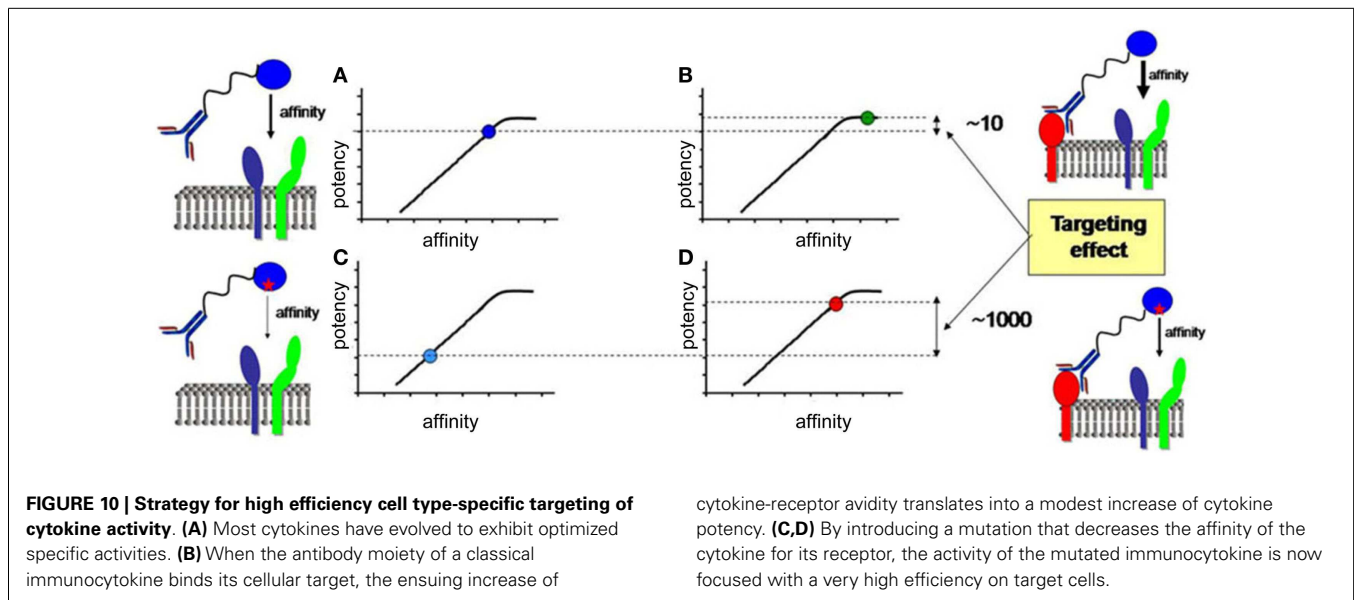 A
B
affinity
potency
affinity
potency
affinity
~10
affinity
Targeting
effect
C
D
affinity
potency
affinity
potency
affinity
~1000
affinity
FIGURE 10 | Strategy for high efficiency cell type-specific targeting of
cytokine activity. (A) Most cytokines have evolved to exhibit optimized
specific activities. (B) When the antibody moiety of a classical
immunocytokine binds its cellular target, the ensuing increase of
cytokine-receptor avidity translates into a modest increase of cytokine
potency. (C,D) By introducing a mutation that decreases the affinity of the
cytokine for its receptor, the activity of the mutated immunocytokine is now
focused with a very high efficiency on target cells.